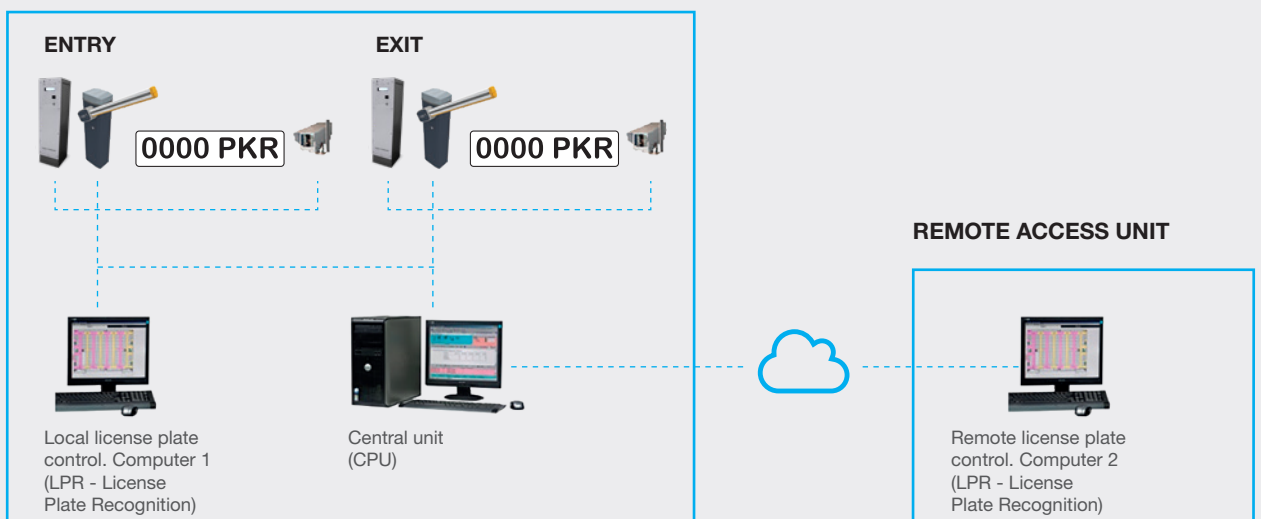 ENTRY
EXIT
0000 PKR
0000 PKR
REMOTE ACCESS UNIT
Local license plate
control. Computer 1
(LPR - License
Plate Recognition)
Central unit
(CPU)
Remote license plate
control. Computer 2
(LPR - License
Plate Recognition)